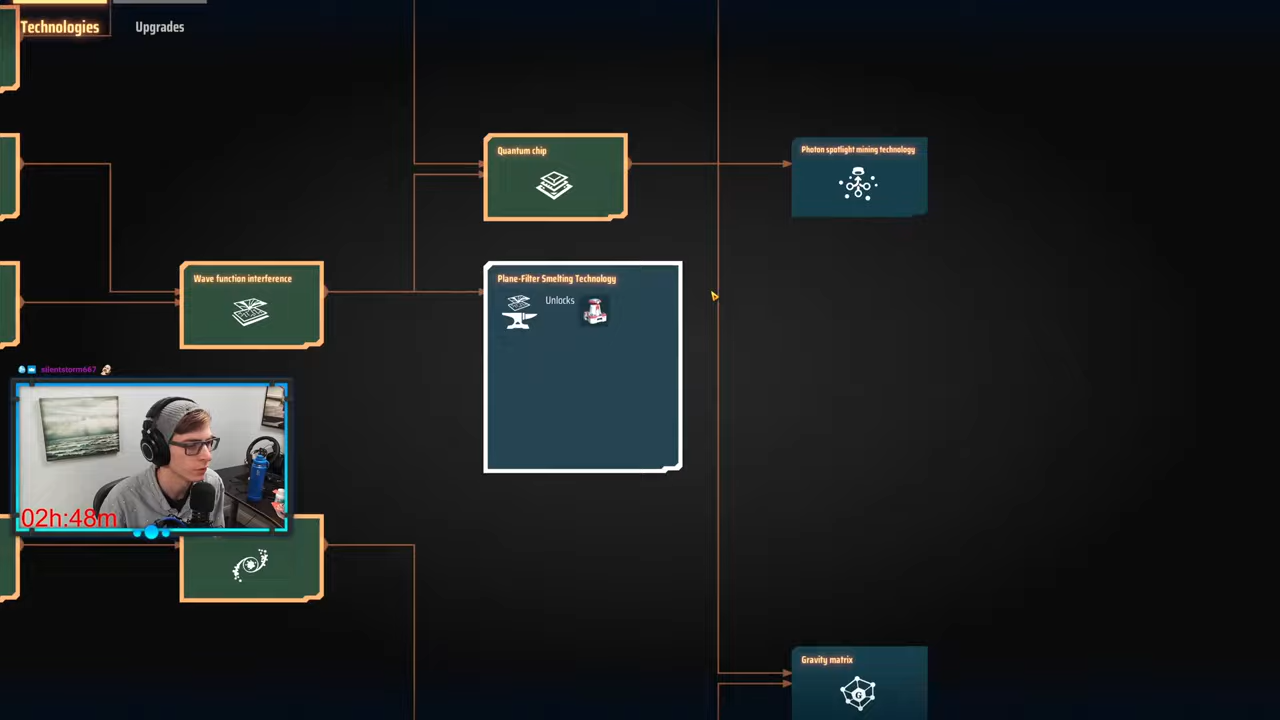 Technologies
Upgrades
Quantum chip
Photon spotlight mining technology
Wave function interference
Plane-Filter Smelting Technology
Unlocks
silentstorm667
02h:48m
Gravity matrix
G